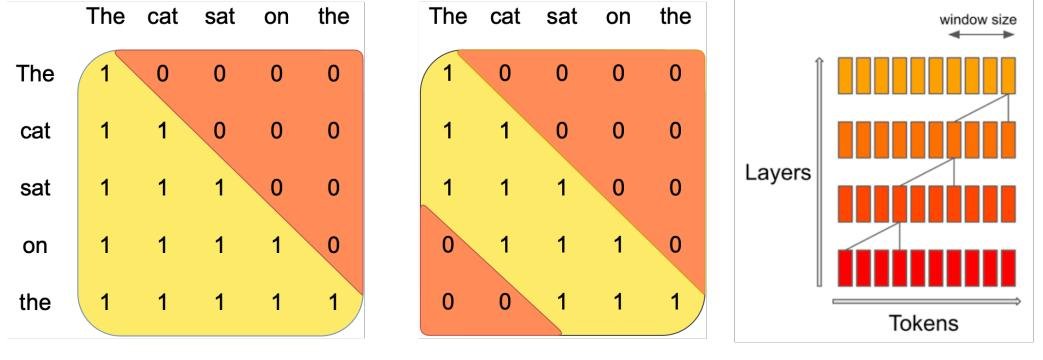 The cat sat on the
The 1 0 0 0 0
cat 1 1 0 0 0
sat 1 1 1 0 0
on 1 1 1 1 0
the 1 1 1 1 1
The cat sat on the
1 0 0 0 0
1 1 0 0 0
1 1 1 0 0
0 1 1 1 0
0 0 1 1 1
window size
Layers
Tokens